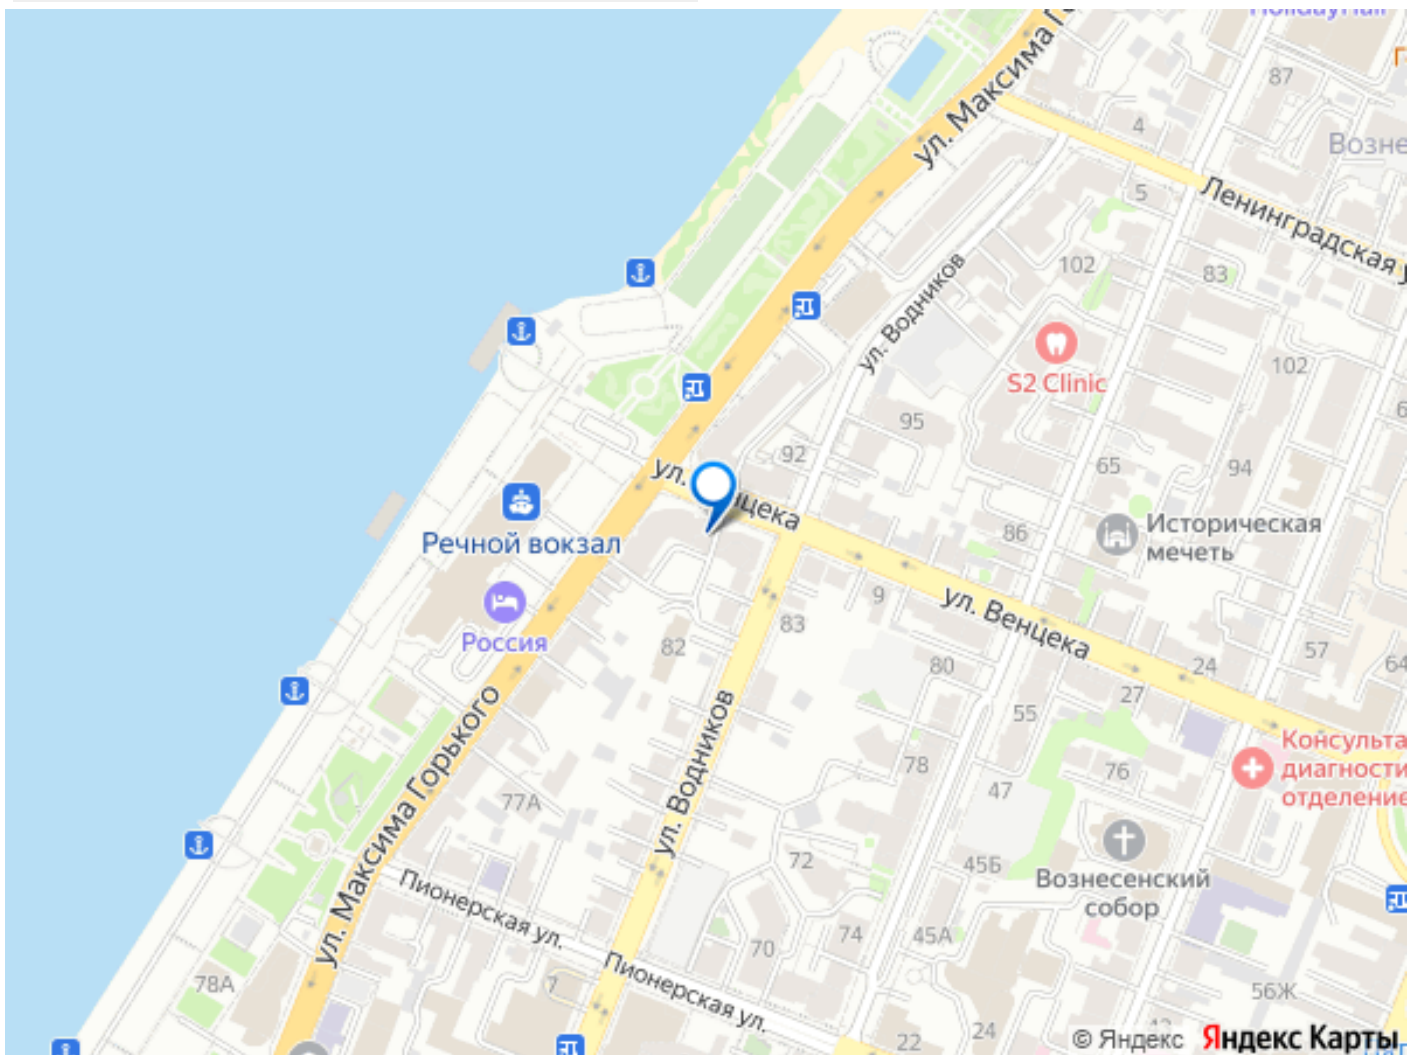 ул. Максима Г
87
4
Возне
5
Ленинградская у
102
83
ул. Водников
S2 Clinic
102
95
92
65
94
ул. Венцека
Речной вокзал
86
Историческая
мечеть
9
ул. Венцека
Россия
82
83
80
57
64
24
27
55
ул. Водников
ул. Максима Горького
Консульта
диагности
отделение
78
76
47
77А
72
45Б
Вознесенский
собор
Пионерская ул.
70
74
45А
Пионерская ул.
78А
7
56Ж
22
24
© Яндекс Яндекс Карты